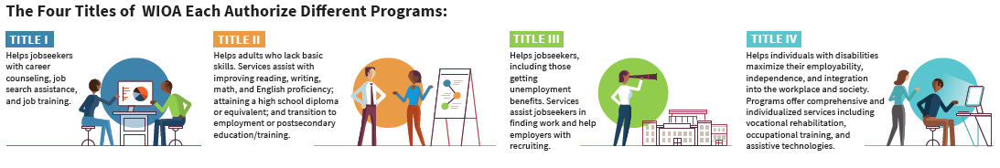 The Four Titles of WIOA Each Authorize Different Programs:
TITLE I
Helps jobseekers
with career
counseling, job
search assistance,
and job training.
TITLE II
Helps adults who lack basic
skills. Services assist with
improving reading, writing,
math, and English proficiency;
attaining a high school diploma
or equivalent; and transition to
employment or postsecondary
education/training.
TITLE III
Helps jobseekers,
including those
getting
unemployment
benefits. Services
assist jobseekers in
finding work and help
employers with
recruiting.
TITLE IV
Helps individuals with disabilities
maximize their employability,
independence, and integration
into the workplace and society.
Programs offer comprehensive and
individualized services including
vocational rehabilitation,
occupational training, and
assistive technologies.